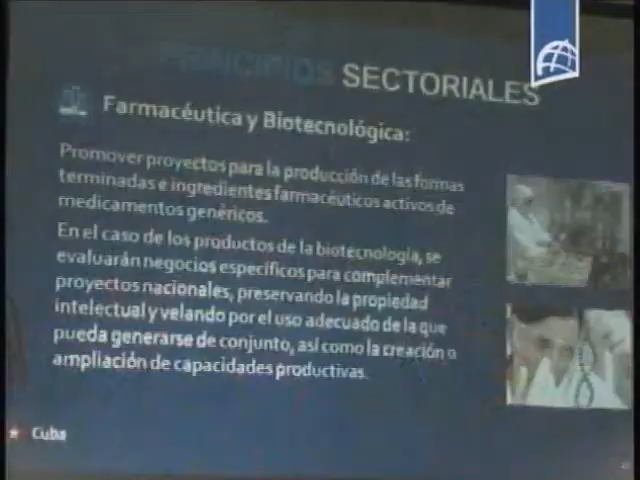 PRINCIPIOS SECTORIALES
Farmacéutica y Biotecnológica:
Promover proyectos para la producción de las formas
terminadas e ingredientes farmacéuticos activos de
medicamentos genéricos.
En el caso de los productos de la biotecnología, se
evaluarán negocios específicos para complementar
proyectos nacionales, preservando la propiedad
intelectual y velando por el uso adecuado de la que
pueda generarse de conjunto, así como la creación o
ampliación de capacidades productivas.
Cuba